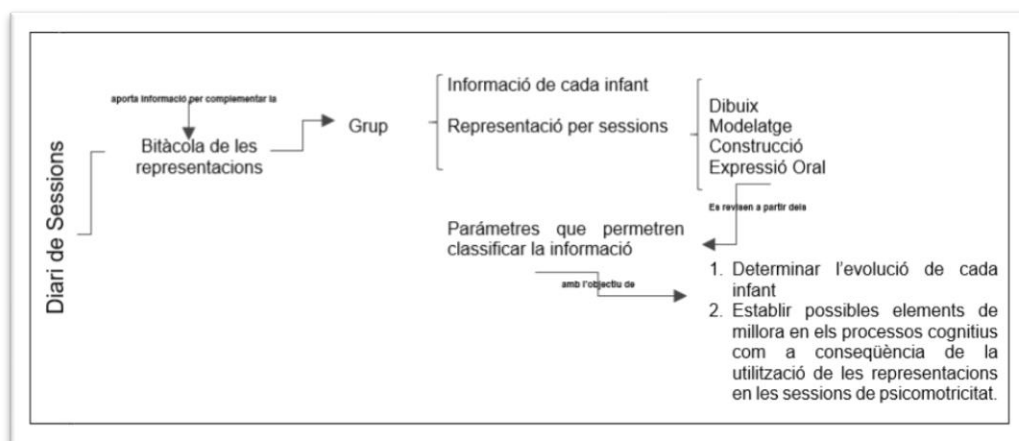 Diari de Sessions
aporta informació per complementar la
Bitàcola de les
representacions
Grup
Informació de cada infant
Representació per sessions
Dibuix
Modelatge
Construcció
Expressió Oral
Es revisen a partir dels
Parámetres que permetren
classificar la informació
amb l'objectiu de
1. Determinar l'evolució de cada
infant
2. Establir possibles elements de
millora en els processos cognitius
com a conseqüència de la
utilització de les representacions
en les sessions de psicomotricitat.